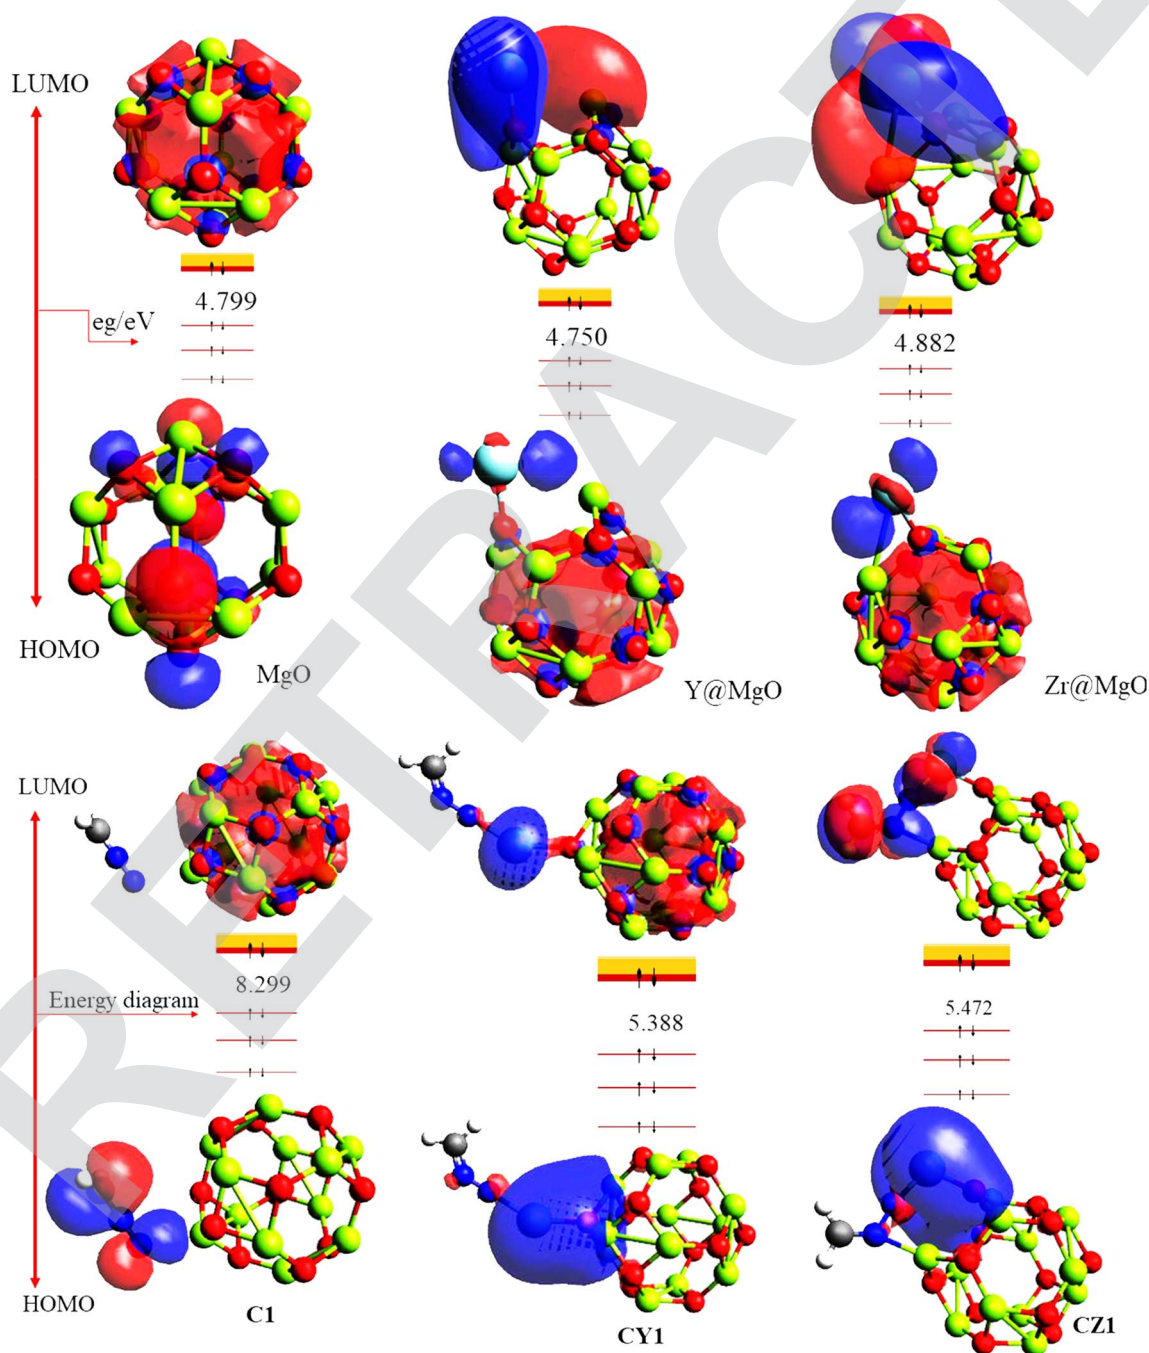 LUMO
eg/eV
HOMO
4.799
4.750
4.882
MgO
Y@MgO
Zr@MgO
LUMO
Energy diagram
HOMO
8.299
5.388
5.472
C1
CY1
CZ1
RETRACTE